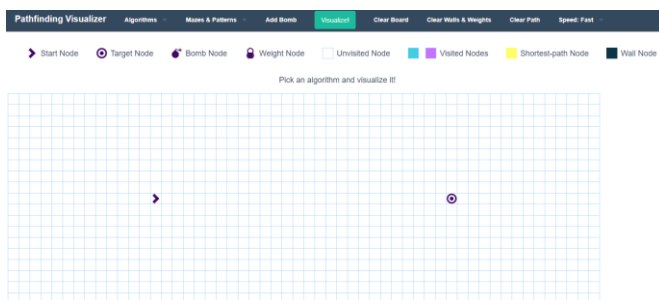 Pathfinding Visualizer Algorithms Mazes & Patterns Add Bomb Visualize! Clear Board Clear Walls & Weights Clear Path Speed: Fast
Start Node Target Node Bomb Node Weight Node Unvisited Node Visited Nodes Shortest-path Node Wall Node
Pick an algorithm and visualize it!